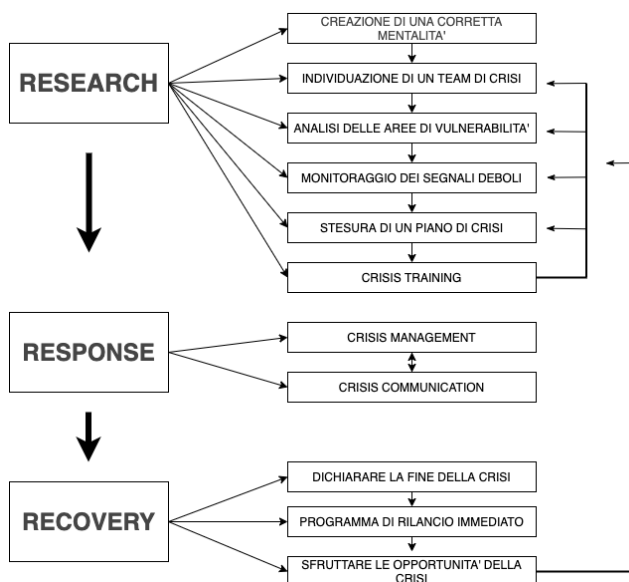 RESEARCH
CREAZIONE DI UNA CORRETTA
MENTALITA'
INDIVIDUAZIONE DI UN TEAM DI CRISI
ANALISI DELLE AREE DI VULNERABILITA'
MONITORAGGIO DEI SEGNALI DEBOLI
STESURA DI UN PIANO DI CRISI
CRISIS TRAINING
RESPONSE
CRISIS MANAGEMENT
CRISIS COMMUNICATION
RECOVERY
DICHIARARE LA FINE DELLA CRISI
PROGRAMMA DI RILANCIO IMMEDIATO
SFRUTTARE LE OPPORTUNITA' DELLA
CRISI